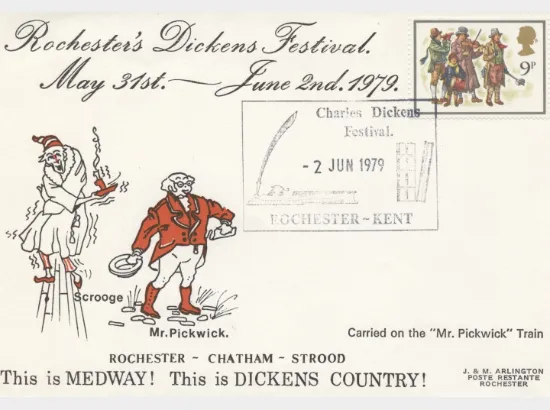 Rochester's Dickens Festival.
May 31st. — June 2nd. 1979.
9P
Charles Dickens
Festival.
- 2 JUN 1979
ROCHESTER ~ KENT
Scrooge
Mr. Pickwick.
Carried on the "Mr. Pickwick" Train
ROCHESTER ~ CHATHAM ~ STROOD
This is MEDWAY! This is DICKENS COUNTRY!
J. & M. ARLINGTON
POSTE RESTANTE
ROCHESTER